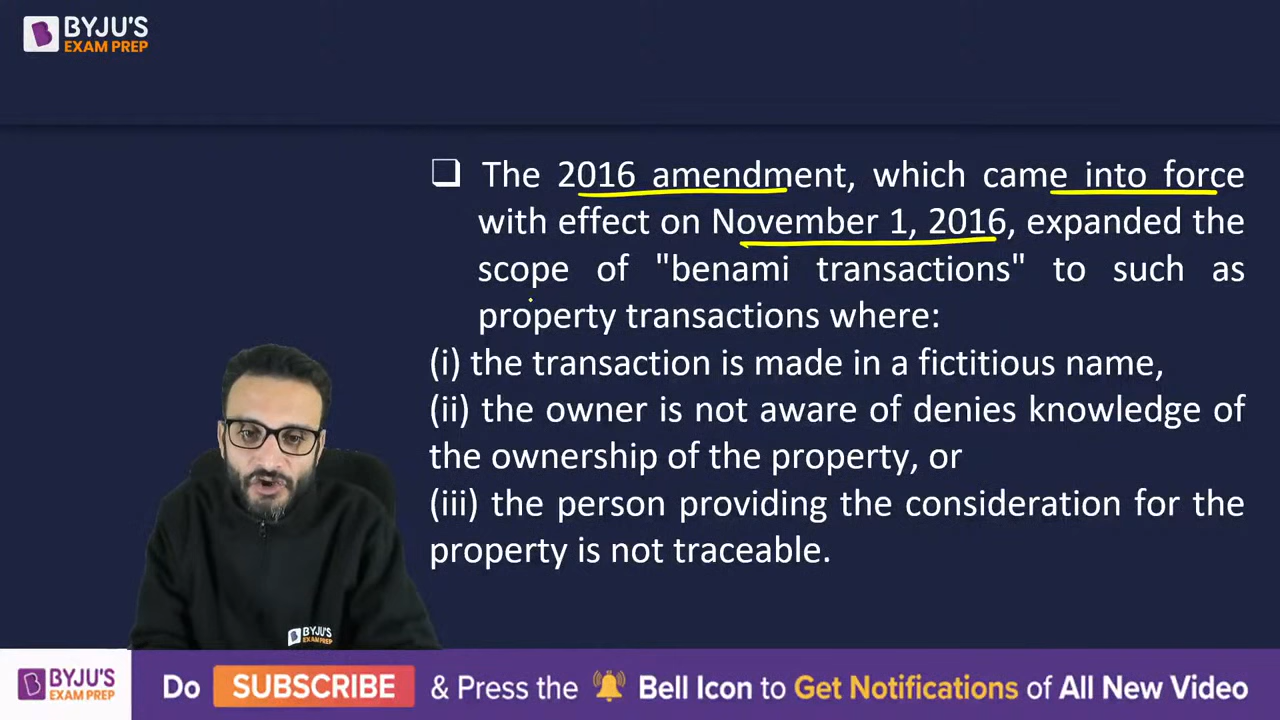 BYJU'S
EXAM PREP
❑ The 2016 amendment, which came into force
with effect on November 1, 2016, expanded the
scope of "benami transactions" to such as
property transactions where:
(i) the transaction is made in a fictitious name,
(ii) the owner is not aware of denies knowledge of
the ownership of the property, or
(iii) the person providing the consideration for the
property is not traceable.
BYJU'S
EXAM PREP
BYJU'S
EXAM PREP
Do SUBSCRIBE & Press the Bell Icon to Get Notifications of All New Video